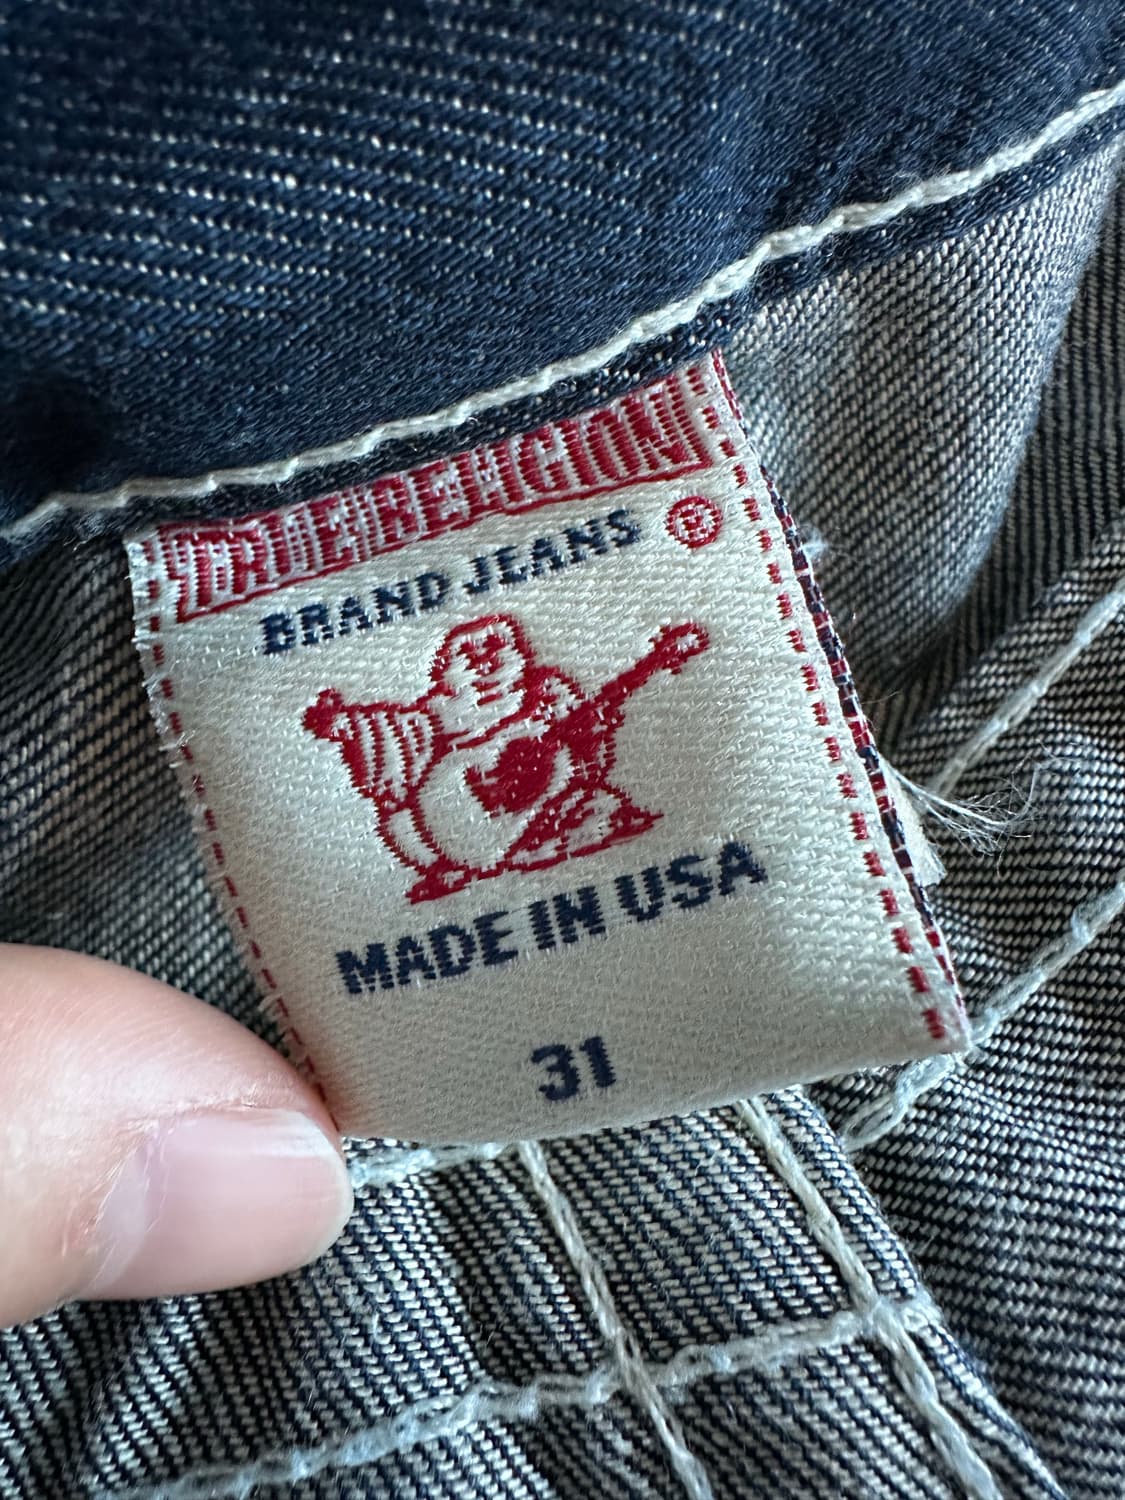 TRUE RELIGION
BRAND JEANS ®
MADE IN USA
31